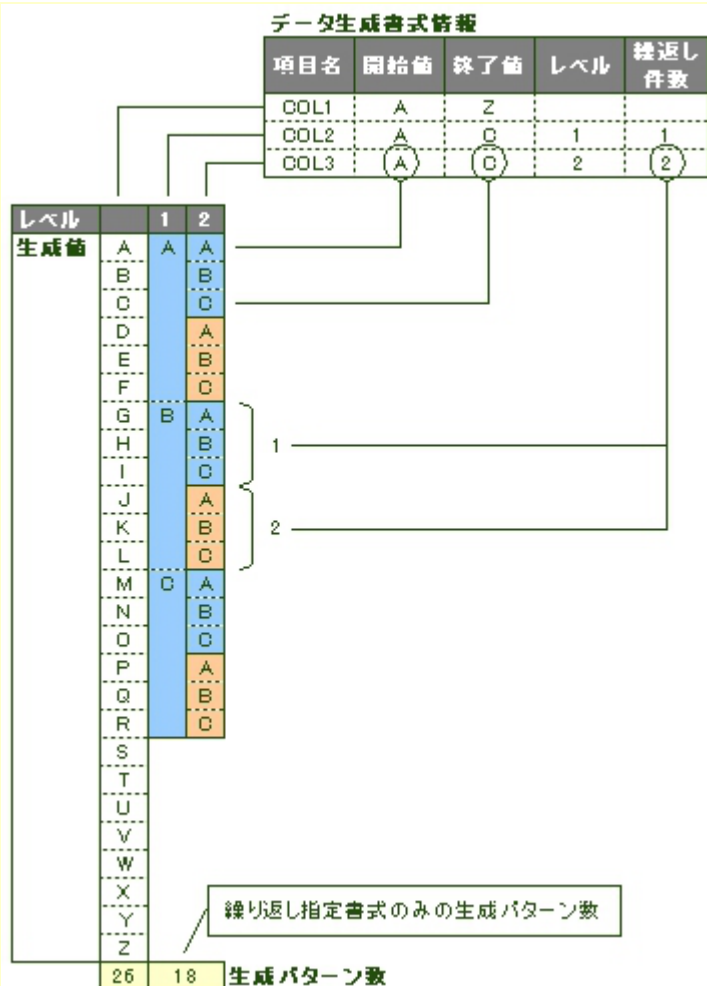 データ生成書式情報
項目名 開始値 終了値 レベル 繰返し件数
COL1 A Z
COL2 A C 1 1
COL3 A C 2 2
レベル 1 2
生成値 A A A
B B
C C
D A
E B
F C
G B A
H B
I C
1
J A
K B
L C
2
M C A
N B
O C
P A
Q B
R C
S
T
U
V
W
X
Y
Z
繰り返し指定書式のみの生成パターン数
26 18 生成パターン数